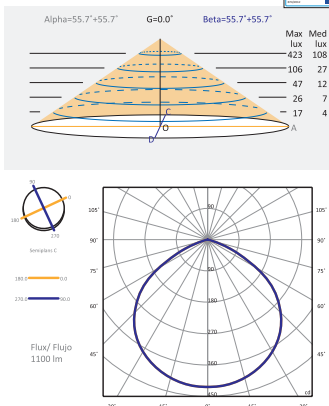 Alpha=55.7°+55.7° G=0.0° Beta=55.7°+55.7°
Max Med
lux lux
423 108
106 27
47 12
26 7
17 4
C
O
A
D
90
0
180
170
Semiplani C
180.0 0.0
270.0 90.0
Flux/ Flujo
1100 lm
105° 105°
90° 90°
75° 75°
60° 60°
45° 45°
90
90
180
270
360
450
cd